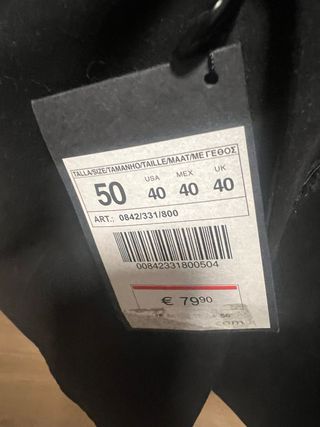 TALLA/SIZE/TAMANHO/TAILLE/MAAT/ΜΕΓΕΘΟΣ
50 USA 40 MEX 40 UK 40
ART.: 0842/331/800
00842331800504
€ 79.90